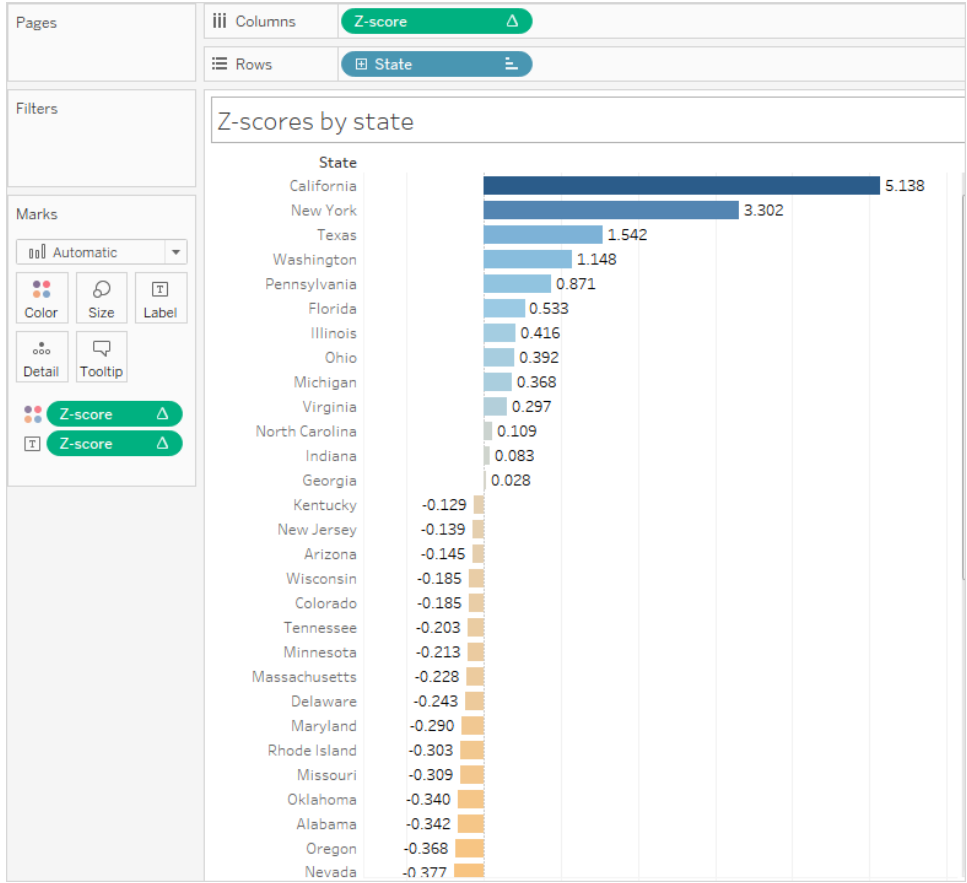 Pages
Columns Z-score Δ
Rows State
Filters
Z-scores by state
Marks
Automatic
Color Size Label
Detail Tooltip
Z-score Δ
T Z-score Δ
State
California 5.138
New York 3.302
Texas 1.542
Washington 1.148
Pennsylvania 0.871
Florida 0.533
Illinois 0.416
Ohio 0.392
Michigan 0.368
Virginia 0.297
North Carolina 0.109
Indiana 0.083
Georgia 0.028
Kentucky -0.129
New Jersey -0.139
Arizona -0.145
Wisconsin -0.185
Colorado -0.185
Tennessee -0.203
Minnesota -0.213
Massachusetts -0.228
Delaware -0.243
Maryland -0.290
Rhode Island -0.303
Missouri -0.309
Oklahoma -0.340
Alabama -0.342
Oregon -0.368
Nevada -0.377